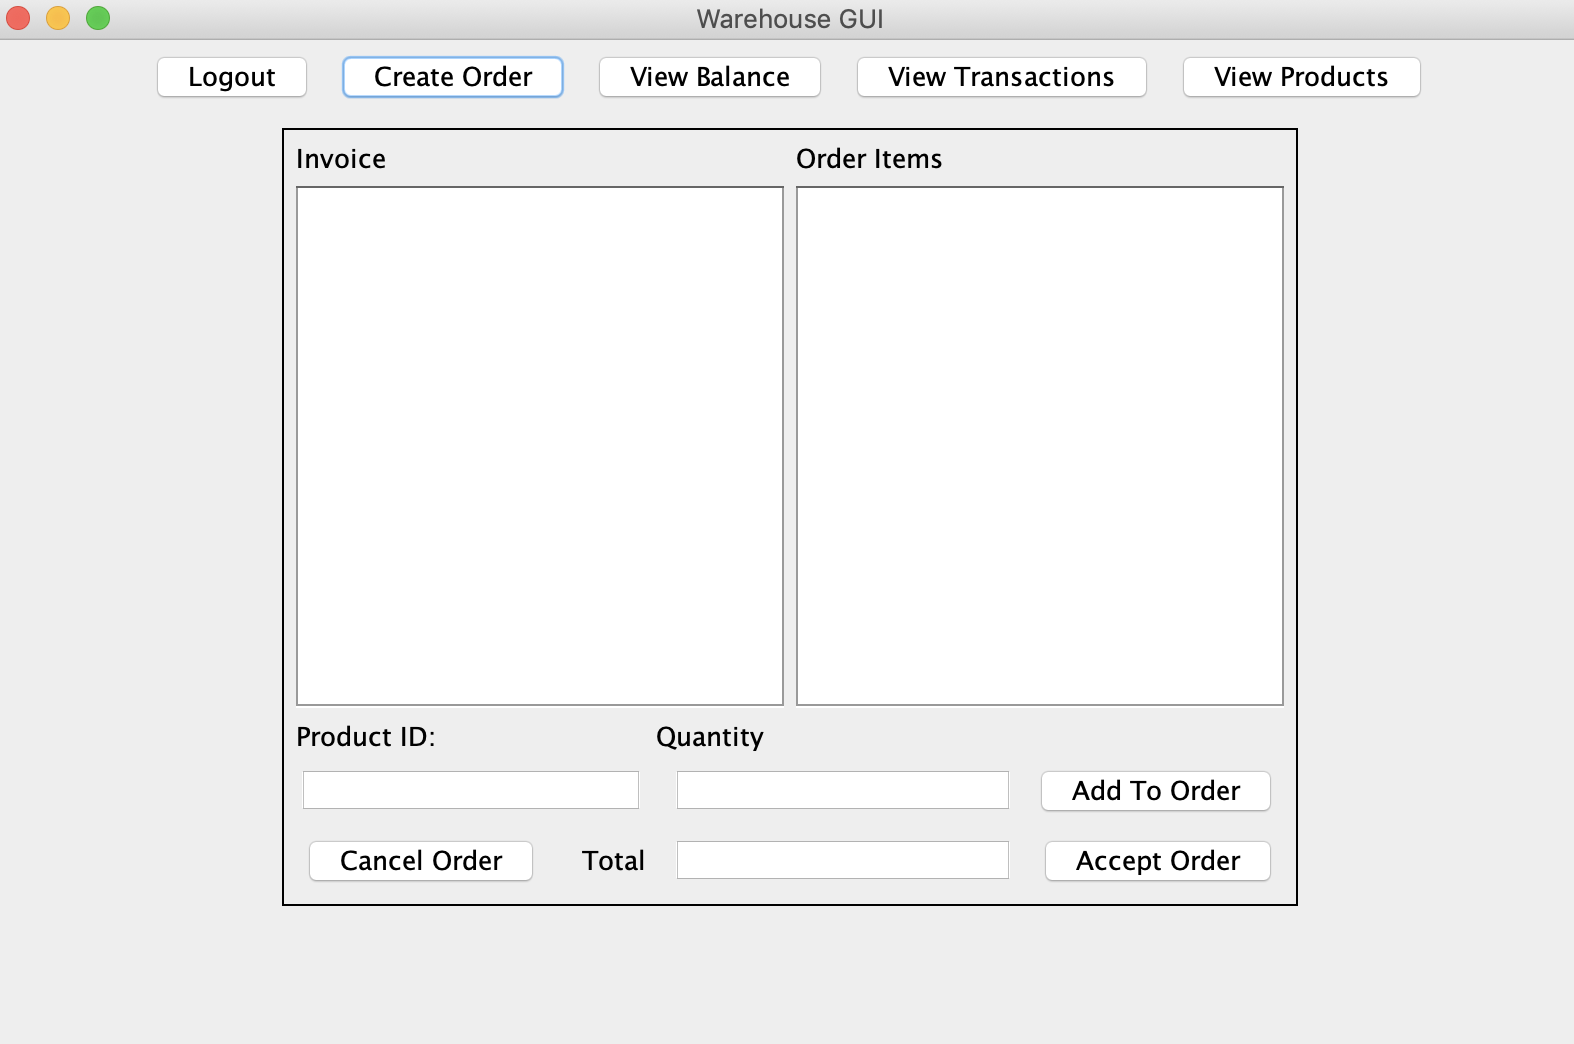 Warehouse GUI
Logout Create Order View Balance View Transactions View Products
Invoice Order Items
Product ID: Quantity
Add To Order
Cancel Order Total Accept Order